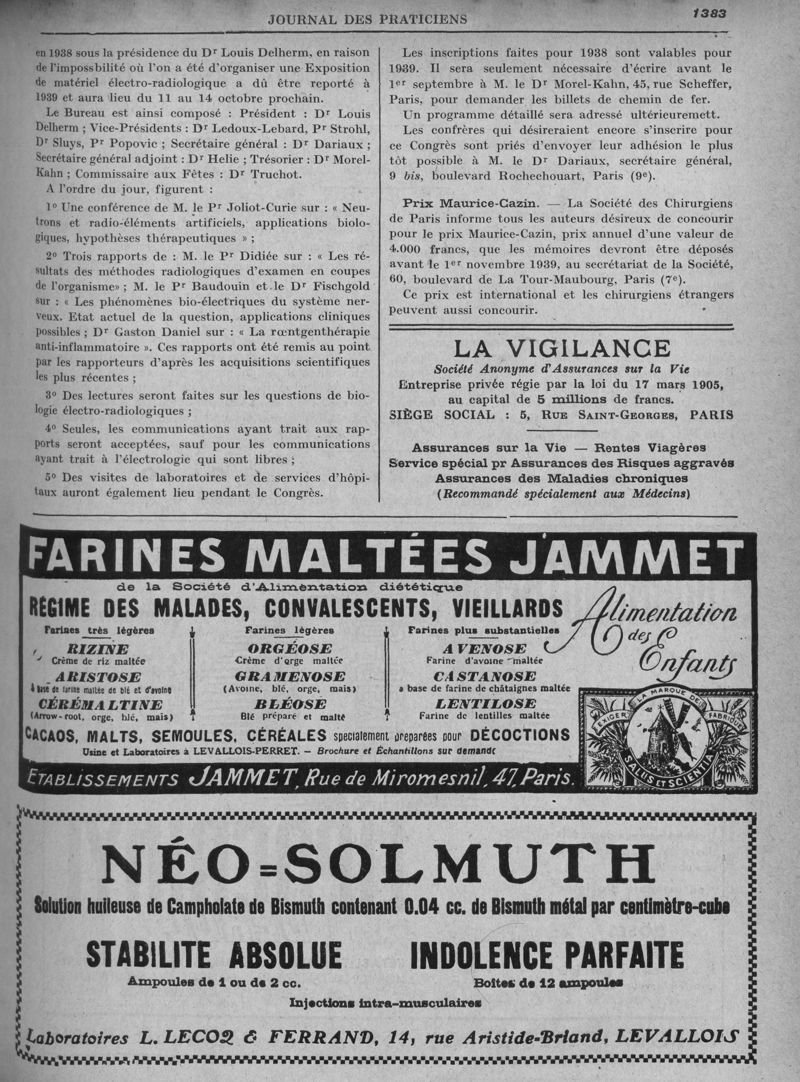 JOURNAL DES PRATICIENS
1383
en 1938 sous la présidence du Dr Louis Delherm, en raison
de l'impossbilité où l'on a été d'organiser une Exposition
de matériel électro-radiologique a dû être reporté à
1939 et aura lieu du 11 au 14 octobre prochain.
Le Bureau est ainsi composé : Président : Dr Louis
Delherm ; Vice-Présidents : Dr Ledoux-Lebard, Pr Strohl,
Dr Sluys, Pr Popovic ; Secrétaire général : Dr Dariaux ;
Secrétaire général adjoint : Dr Helie ; Trésorier : Dr Morel-
Kahn ; Commissaire aux Fêtes : Dr Truchot.
A l'ordre du jour, figurent :
1o Une conférence de M. le Pr Joliot-Curie sur : « Neu-
trons et radio-éléments artificiels, applications biolo-
giques, hypothèses thérapeutiques » ;
2o Trois rapports de : M. le Pr Didiée sur : « Les ré-
sultats des méthodes radiologiques d'examen en coupes
de l'organisme» ; M. le Pr Baudouin et le Dr Fischgold
sur : « Les phénomènes bio-électriques du système ner-
veux. Etat actuel de la question, applications cliniques
possibles ; Dr Gaston Daniel sur : « La rœntgenthérapie
anti-inflammatoire ». Ces rapports ont été remis au point
par les rapporteurs d'après les acquisitions scientifiques
les plus récentes ;
3o Des lectures seront faites sur les questions de bio-
logie électro-radiologiques ;
4o Seules, les communications ayant trait aux rap-
ports seront acceptées, sauf pour les communications
ayant trait à l'électrologie qui sont libres ;
5o Des visites de laboratoires et de services d'hôpi-
taux auront également lieu pendant le Congrès.
Les inscriptions faites pour 1938 sont valables pour
1939. Il sera seulement nécessaire d'écrire avant le
1er septembre à M. le Dr Morel-Kahn, 45, rue Scheffer,
Paris, pour demander les billets de chemin de fer.
Un programme détaillé sera adressé ultérieuremett.
Les confrères qui désireraient encore s'inscrire pour
ce Congrès sont priés d'envoyer leur adhésion le plus
tôt possible à M. le Dr Dariaux, secrétaire général,
9 bis, boulevard Rochechouart, Paris (9e).
Prix Maurice-Cazin. — La Société des Chirurgiens
de Paris informe tous les auteurs désireux de concourir
pour le prix Maurice-Cazin, prix annuel d'une valeur de
4.000 francs, que les mémoires devront être déposés
avant le 1er novembre 1939, au secrétariat de la Société,
60, boulevard de La Tour-Maubourg, Paris (7e).
Ce prix est international et les chirurgiens étrangers
peuvent aussi concourir.
LA VIGILANCE
Société Anonyme d'Assurances sur la Vie
Entreprise privée régie par la loi du 17 mars 1905,
au capital de 5 millions de francs.
SIÈGE SOCIAL : 5, RUE SAINT-GEORGES, PARIS
Assurances sur la Vie — Rentes Viagères
Service spécial pr Assurances des Risques aggravés
Assurances des Maladies chroniques
(Recommandé spécialement aux Médecins)
FARINES MALTÉES JAMMET
de la Société d'Alimentation diététique
RÉGIME DES MALADES, CONVALESCENTS, VIEILLARDS
Alimentation
des
Enfants
Farines très légères
RIZINE
Crème de riz maltée
ARISTOSE
à base de farine maltée de blé et d'avoine
CÉRÉMALTINE
(Arrow-root, orge, blé, maïs)
Farines légères
ORGÉOSE
Crème d'orge maltée
GRAMENOSE
(Avoine, blé, orge, maïs)
BLÉOSE
Blé préparé et malté
Farines plus substantielles
AVENOSE
Farine d'avoine maltée
CASTANOSE
a base de farine de châtaignes maltée
LENTILOSE
Farine de lentilles maltée
CACAOS, MALTS, SEMOULES, CÉRÉALES spécialement préparées pour DÉCOCTIONS
Usine et Laboratoires à LEVALLOIS-PERRET. — Brochure et Échantillons sur demande
EXIGER LA MARQUE DE FABRIQUE
SALUS ET SCIENTIA
ÉTABLISSEMENTS JAMMET, Rue de Miromesnil, 47, Paris.
NÉO=SOLMUTH
Solution huileuse de Campholate de Bismuth contenant 0.04 cc. de Bismuth métal par centimètre-cube
STABILITE ABSOLUE INDOLENCE PARFAITE
Ampoules de 1 ou de 2 cc. Boîtes de 12 ampoules
Injections intra-musculaires
Laboratoires L. LECOQ & FERRAND, 14, rue Aristide-Briand, LEVALLOIS